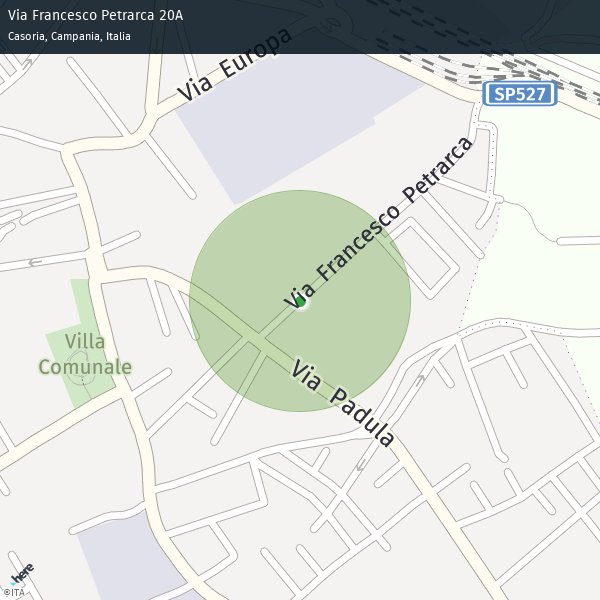 Via Francesco Petrarca 20A
Casoria, Campania, Italia
Via Europa
SP527
Via Francesco Petrarca
Villa
Comunale
Via Padula
here
©ITA